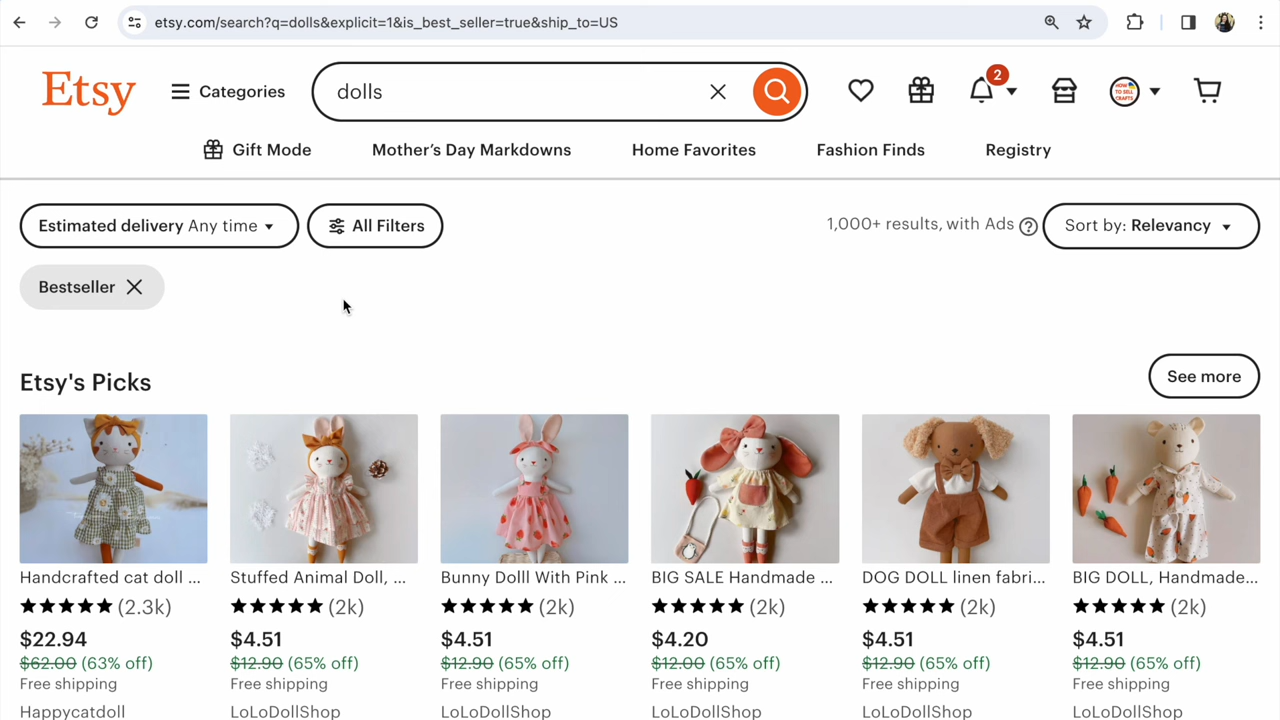 etsy.com/search?q=dolls&explicit=1&is_best_seller=true&ship_to=US
Etsy
Categories
dolls
2
HOW TO SELL CRAFTS
Gift Mode
Mother's Day Markdowns
Home Favorites
Fashion Finds
Registry
Estimated delivery Any time
All Filters
1,000+ results, with Ads
Sort by: Relevancy
Bestseller
Etsy's Picks
See more
Handcrafted cat doll ...
Stuffed Animal Doll, ...
Bunny Dolll With Pink ...
BIG SALE Handmade ...
DOG DOLL linen fabri...
BIG DOLL, Handmade...
(2.3k)
(2k)
(2k)
(2k)
(2k)
(2k)
$22.94
$4.51
$4.51
$4.20
$4.51
$4.51
$62.00 (63% off)
$12.90 (65% off)
$12.90 (65% off)
$12.00 (65% off)
$12.90 (65% off)
$12.90 (65% off)
Free shipping
Free shipping
Free shipping
Free shipping
Free shipping
Free shipping
Happycatdoll
LoLoDollShop
LoLoDollShop
LoLoDollShop
LoLoDollShop
LoLoDollShop